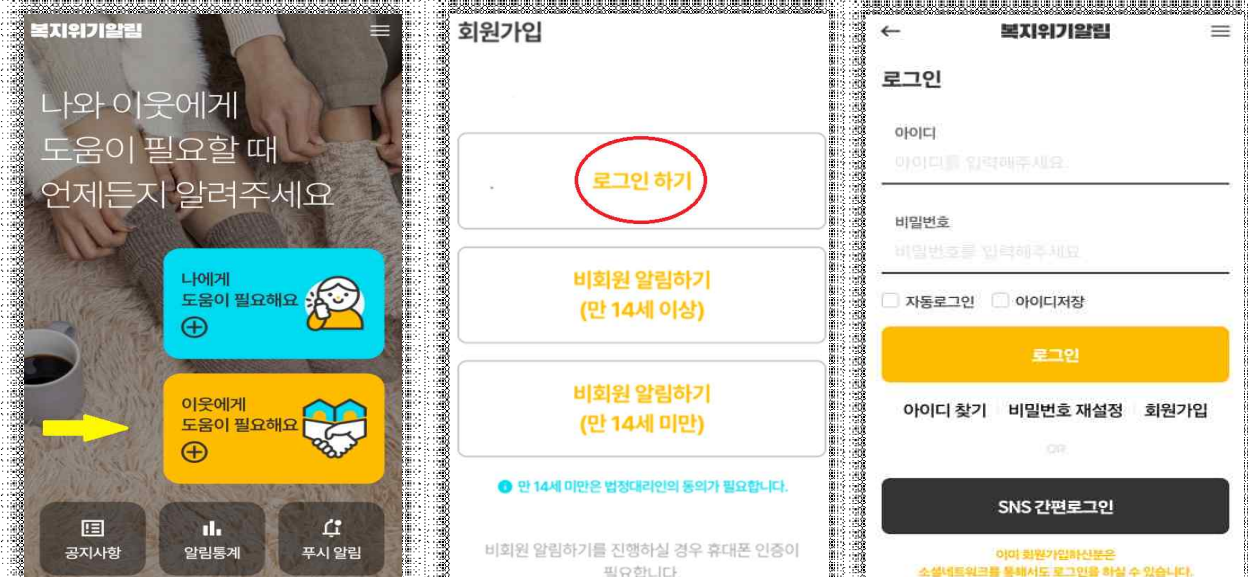 복지위기알림
나와 이웃에게
도움이 필요할 때
언제든지 알려주세요
나에게
도움이 필요해요
이웃에게
도움이 필요해요
공지사항
알림통계
푸시 알림
회원가입
로그인 하기
비회원 알림하기
(만 14세 이상)
비회원 알림하기
(만 14세 미만)
만 14세 미만은 법정대리인의 동의가 필요합니다.
비회원 알림하기를 진행하실 경우 휴대폰 인증이
필요합니다
복지위기알림
로그인
아이디
아이디를 입력해주세요.
비밀번호
비밀번호를 입력해주세요.
자동로그인
아이디저장
로그인
아이디 찾기
비밀번호 재설정
회원가입
OR
SNS 간편로그인
이미 회원가입하신분은
소셜네트워크를 통해서도 로그인을 하실 수 있습니다.